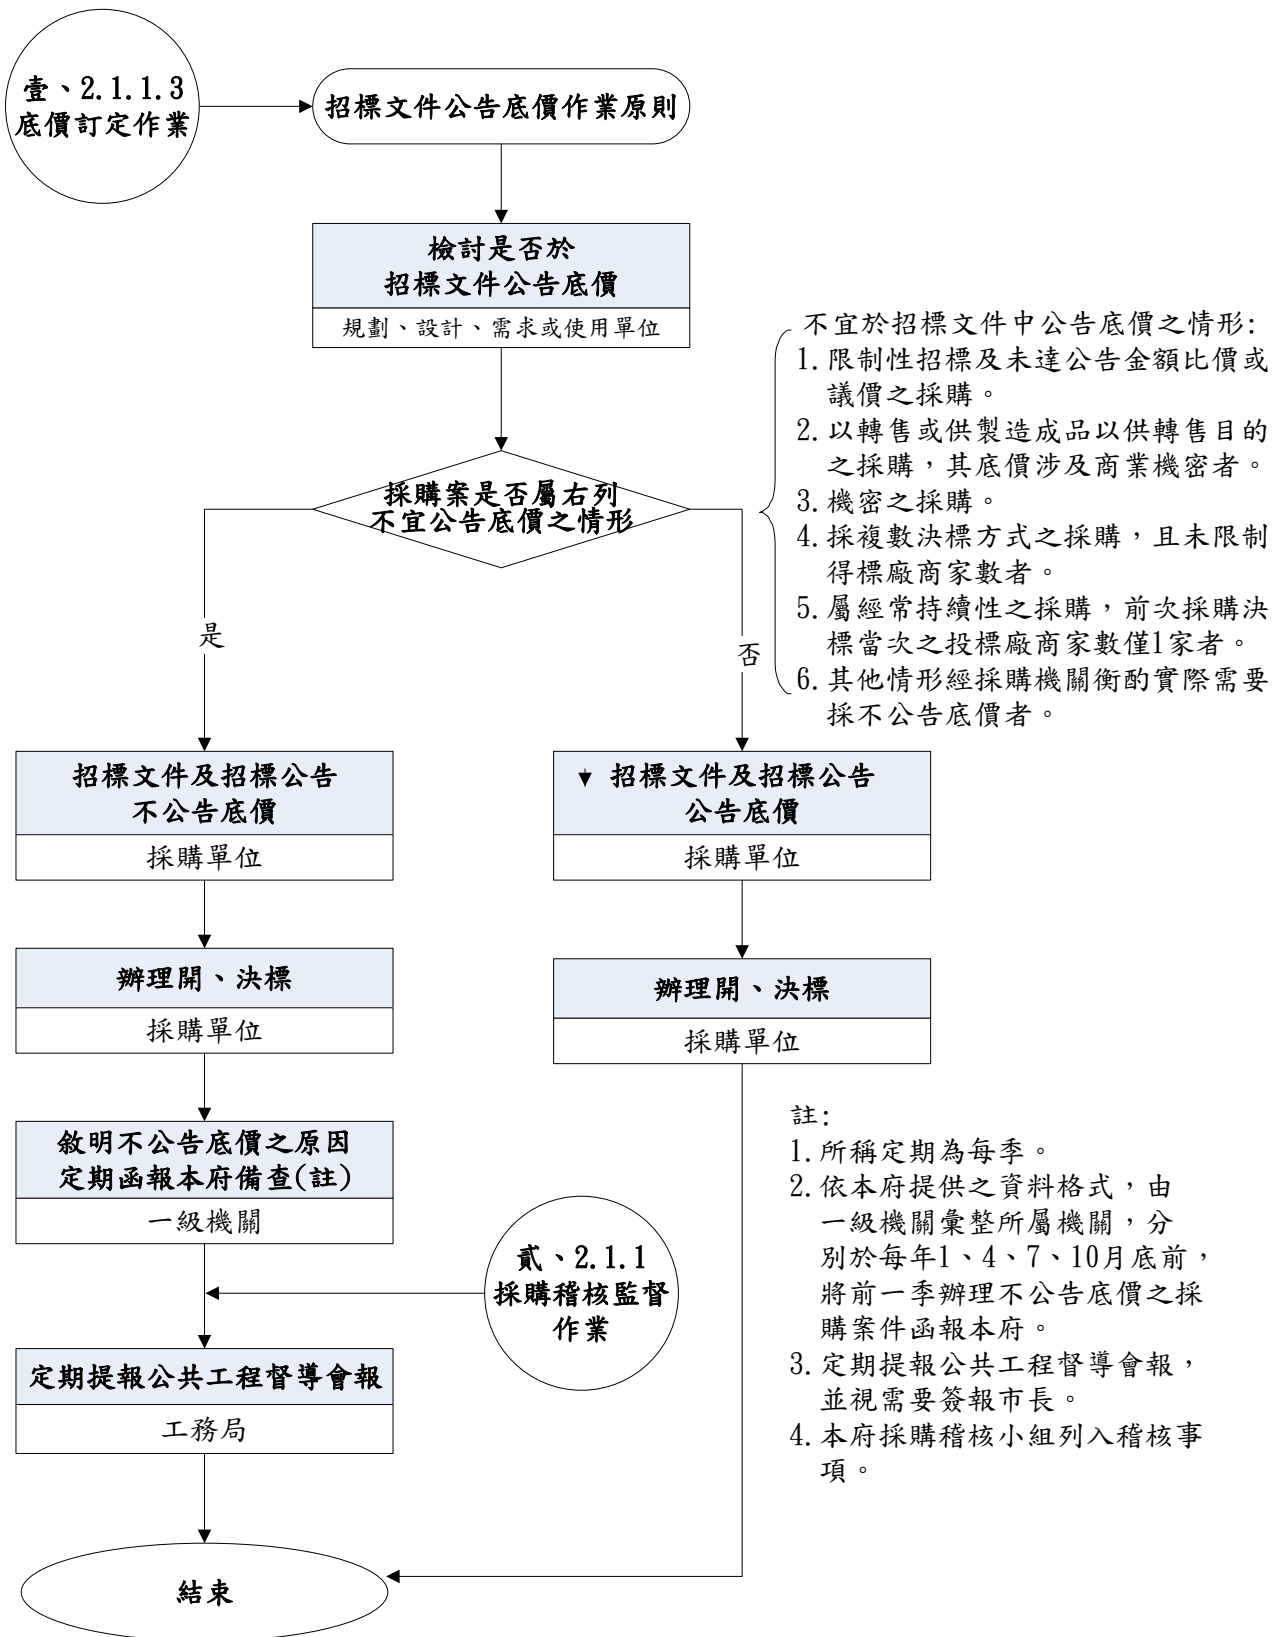 壹、2.1.1.3
底價訂定作業
招標文件公告底價作業原則
檢討是否於
招標文件公告底價
規劃、設計、需求或使用單位
不宜於招標文件中公告底價之情形:
1.限制性招標及未達公告金額比價或
議價之採購。
2.以轉售或供製造成品以供轉售目的
之採購，其底價涉及商業機密者。
3.機密之採購。
4.採複數決標方式之採購，且未限制
得標廠商家數者。
5.屬經常持續性之採購，前次採購決
標當次之投標廠商家數僅1家者。
6.其他情形經採購機關衡酌實際需要
採不公告底價者。
採購案是否屬右列
不宜公告底價之情形
是
否
招標文件及招標公告
不公告底價
採購單位
招標文件及招標公告
公告底價
採購單位
辦理開、決標
採購單位
辦理開、決標
採購單位
敘明不公告底價之原因
定期函報本府備查(註)
一級機關
貳、2.1.1
採購稽核監督
作業
定期提報公共工程督導會報
工務局
註:
1.所稱定期為每季。
2.依本府提供之資料格式，由
一級機關彙整所屬機關，分
別於每年1、4、7、10月底前，
將前一季辦理不公告底價之採
購案件函報本府。
3.定期提報公共工程督導會報，
並視需要簽報市長。
4.本府採購稽核小組列入稽核事
項。
結束